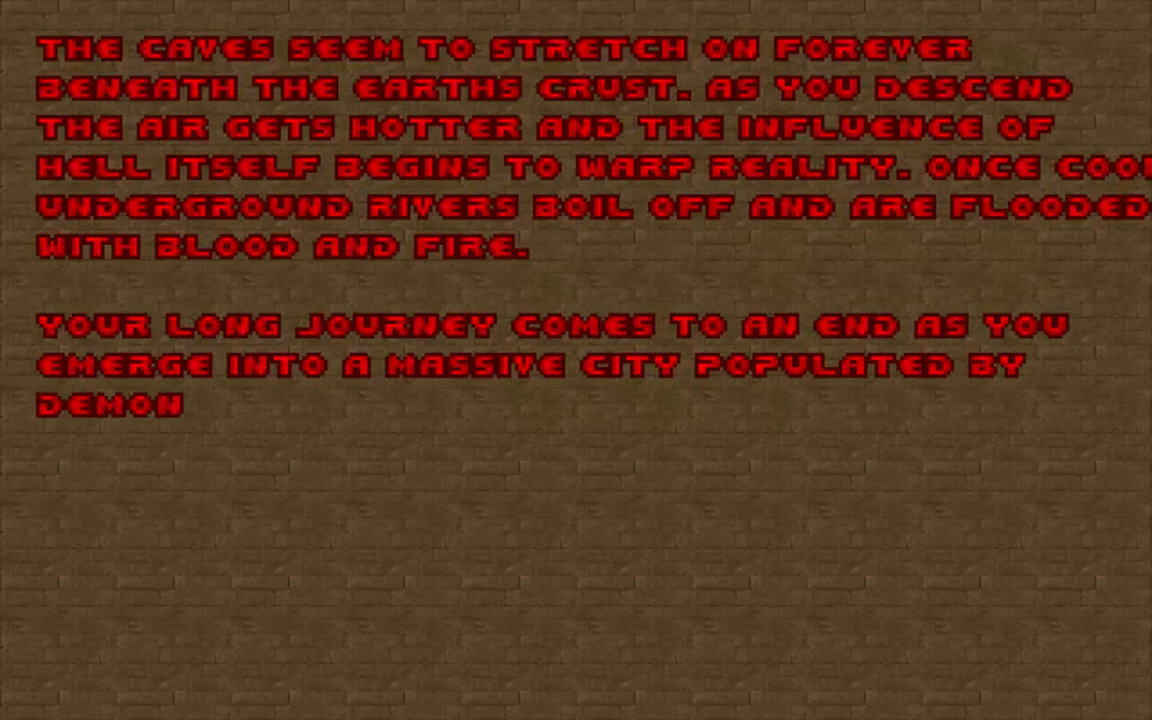 THE CAVES SEEM TO STRETCH ON FOREVER
BENEATH THE EARTHS CRUST. AS YOU DESCEND
THE AIR GETS HOTTER AND THE INFLUENCE OF
HELL ITSELF BEGINS TO WARP REALITY. ONCE
UNDERGROUND RIVERS BOIL OFF AND ARE FLOODED
WITH BLOOD AND FIRE.
YOUR LONG JOURNEY COMES TO AN END AS YOU
EMERGE INTO A MASSIVE CITY POPULATED BY
DEMON